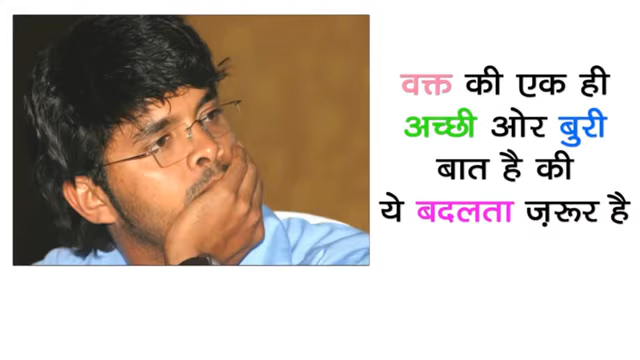 वक्त की एक ही
अच्छी ओर बुरी
बात है की
ये बदलता ज़रूर है